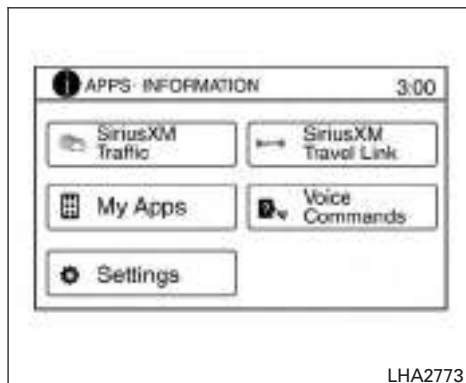 APPS· INFORMATION 3:00
SiriusXM
Traffic
SiriusXM
Travel Link
My Apps
Voice
Commands
Settings
LHA2773